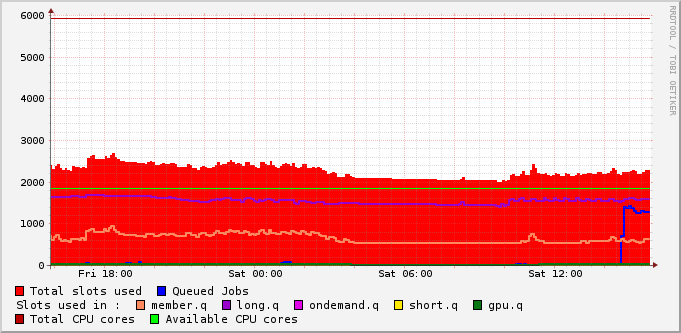 6000
5000
4000
3000
2000
1000
0
Fri 18:00 Sat 00:00 Sat 06:00 Sat 12:00
RRDTOOL / TOBI OETIKER
Total slots used Queued Jobs
Slots used in : member.q long.q ondemand.q short.q gpu.q
Total CPU cores Available CPU cores